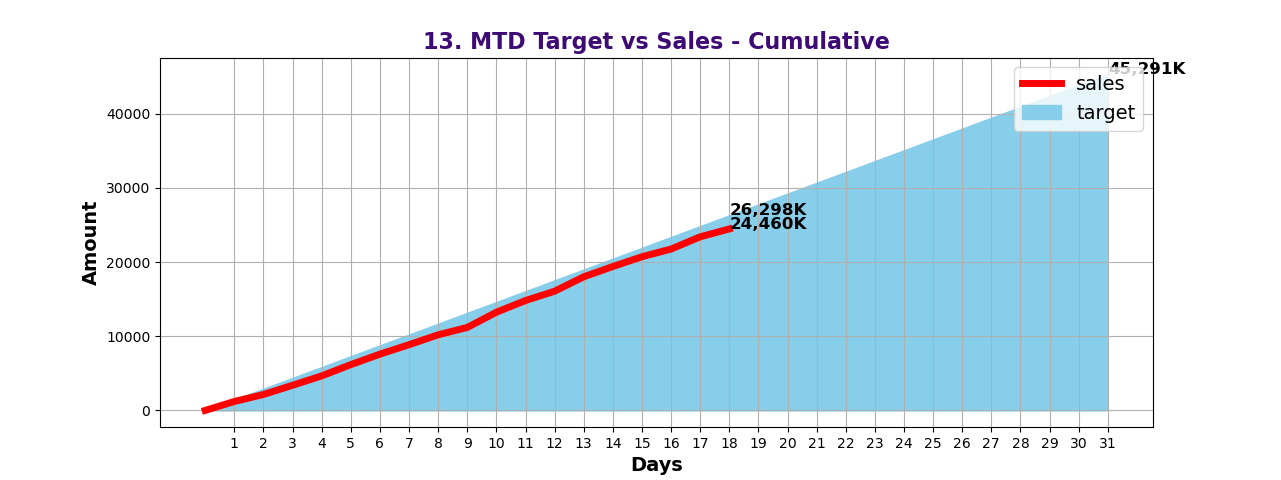 13. MTD Target vs Sales - Cumulative
45,291K
sales
target
40000
30000
26,298K
24,460K
20000
10000
0
Amount
1 2 3 4 5 6 7 8 9 10 11 12 13 14 15 16 17 18 19 20 21 22 23 24 25 26 27 28 29 30 31
Days